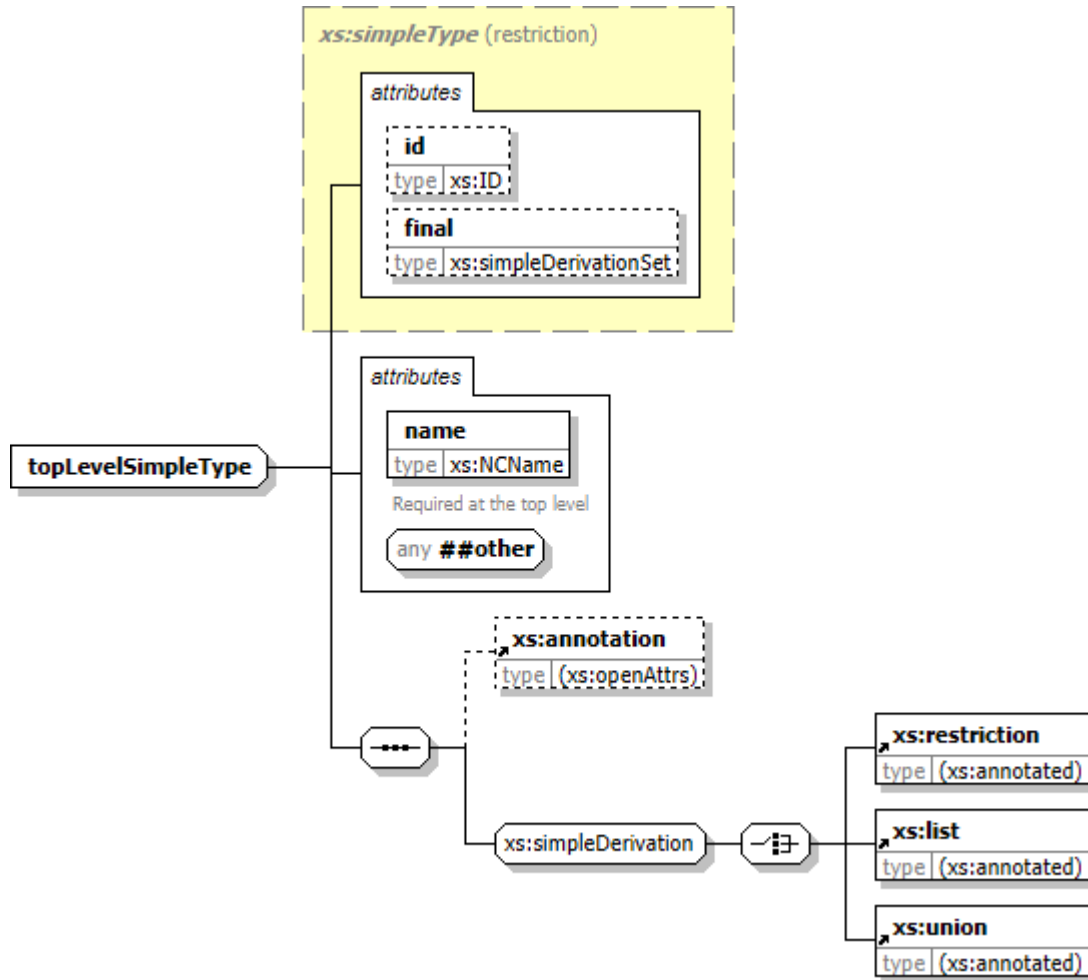 xs:simpleType (restriction)
attributes
id
type xs:ID
final
type xs:simpleDerivationSet
attributes
name
type xs:NCName
Required at the top level
any ##other
topLevelSimpleType
xs:annotation
type (xs:openAttrs)
xs:restriction
type (xs:annotated)
xs:simpleDerivation
xs:list
type (xs:annotated)
xs:union
type (xs:annotated)